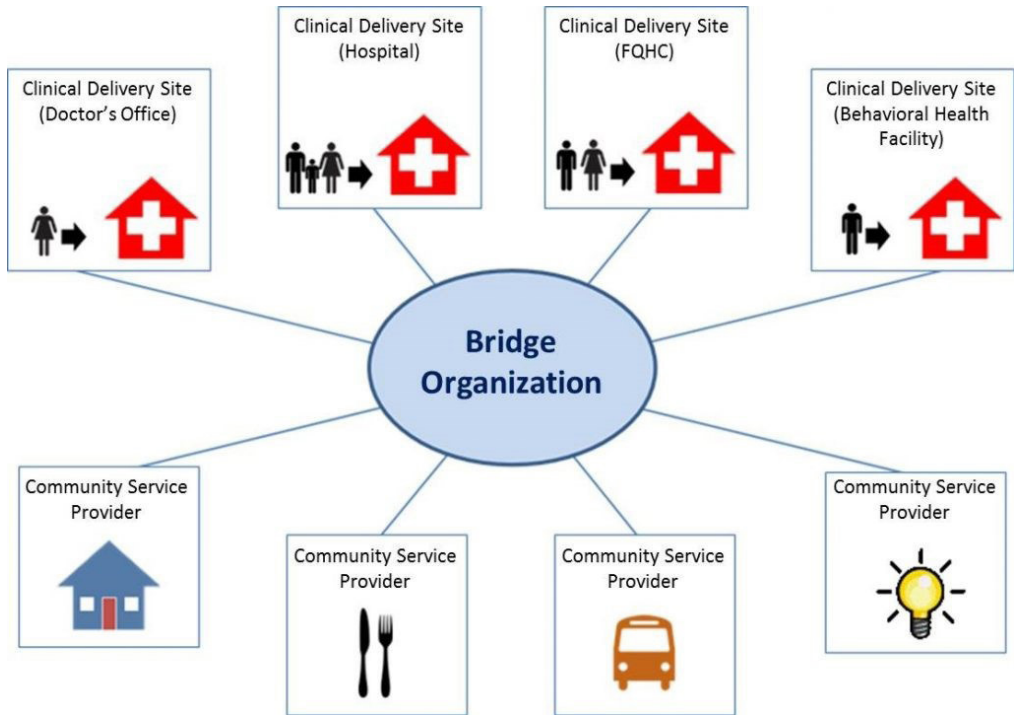 Clinical Delivery Site
(Doctor's Office)
Clinical Delivery Site
(Hospital)
Clinical Delivery Site
(FQHC)
Clinical Delivery Site
(Behavioral Health
Facility)
Bridge
Organization
Community Service
Provider
Community Service
Provider
Community Service
Provider
Community Service
Provider